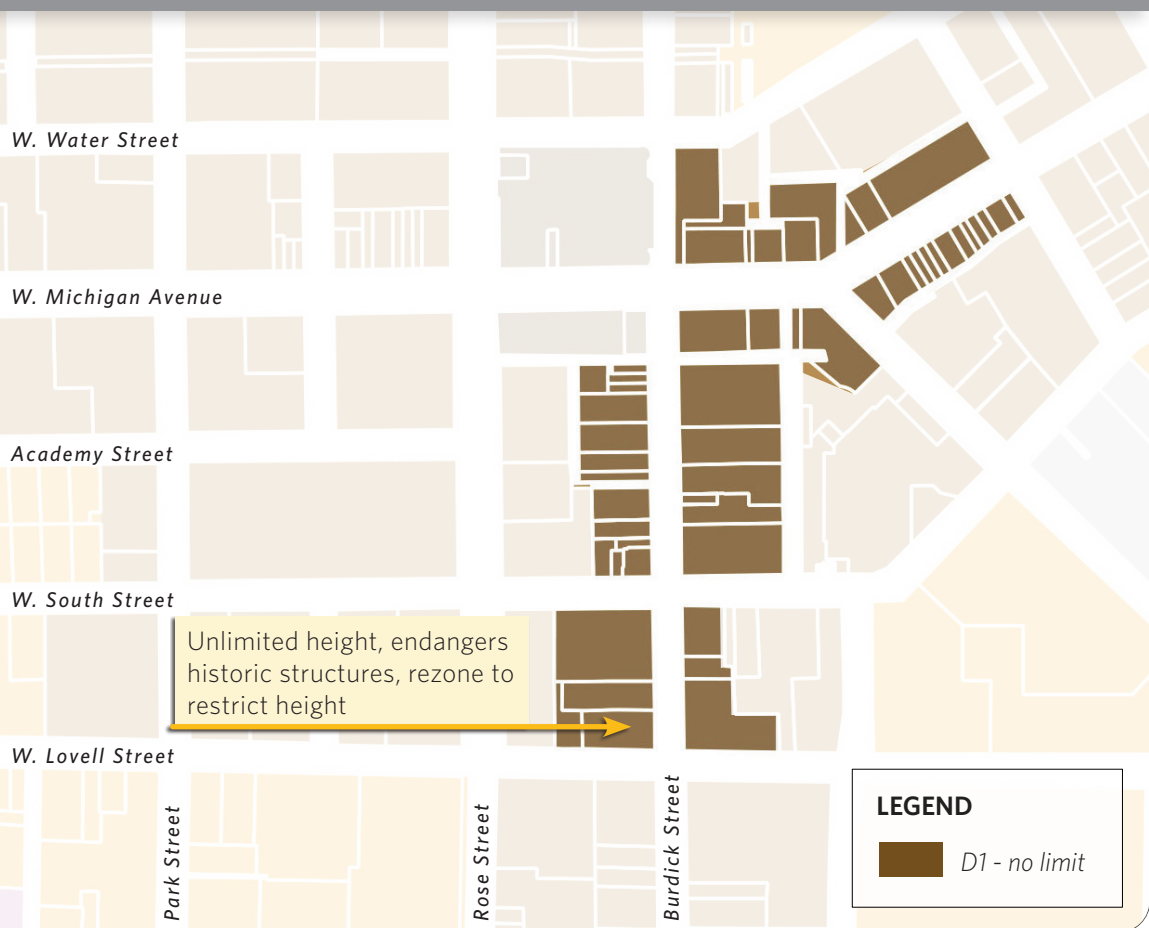 W. Water Street
W. Michigan Avenue
Academy Street
W. South Street
Unlimited height, endangers
historic structures, rezone to
restrict height
W. Lovell Street
Park Street
Rose Street
Burdick Street
LEGEND
D1 - no limit